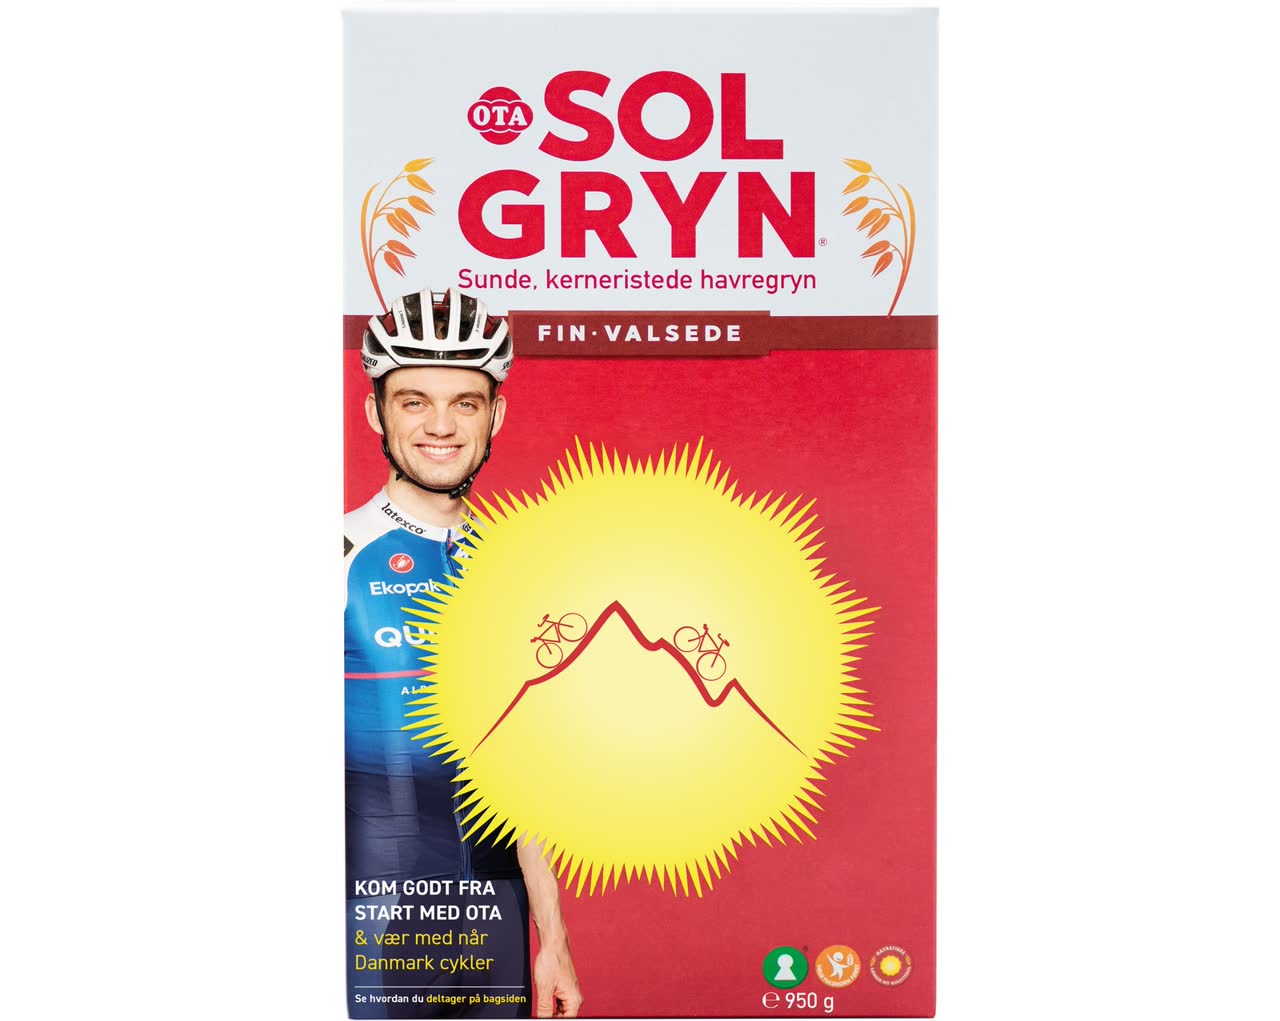 OTA
SOL
GRYN®
Sunde, kerneristede havregryn
FIN·VALSEDE
latexco
Ekopak
QU
KOM GODT FRA
START MED OTA
& vær med når
Danmark cykler
Se hvordan du deltager på bagsiden
℮ 950 g